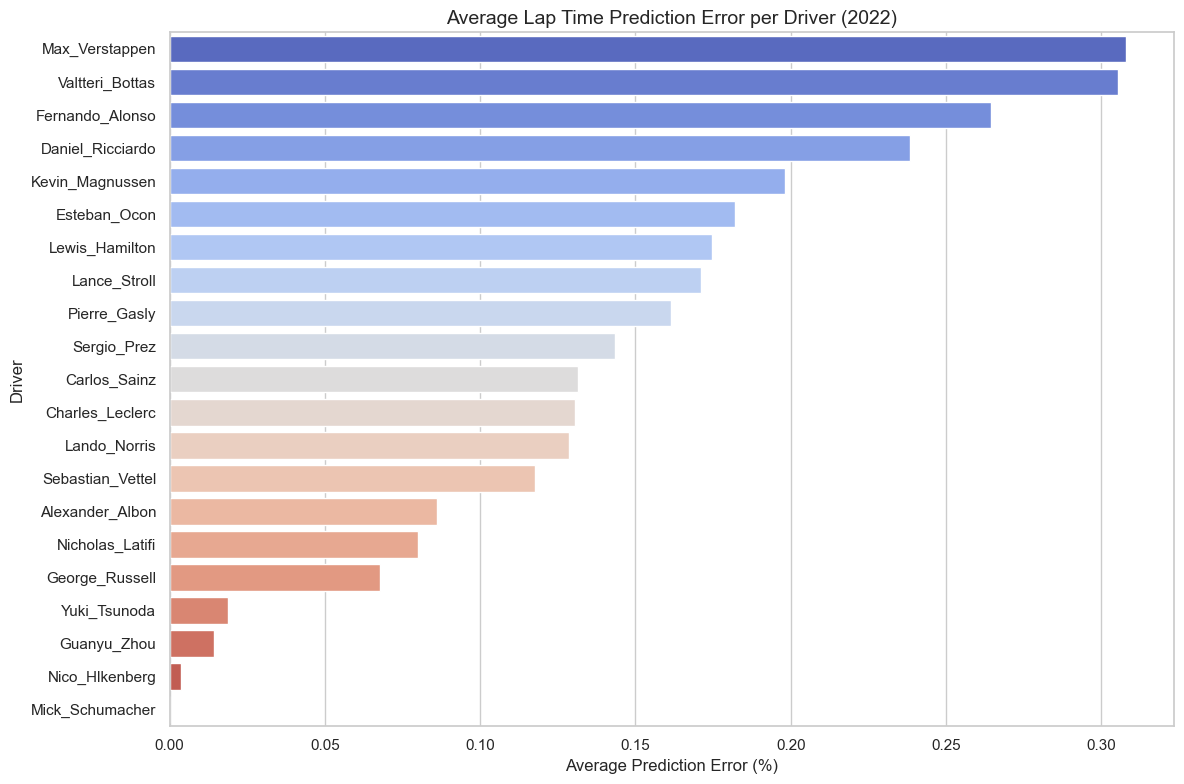 Average Lap Time Prediction Error per Driver (2022)
Max_Verstappen
Valtteri_Bottas
Fernando_Alonso
Daniel_Ricciardo
Kevin_Magnussen
Esteban_Ocon
Lewis_Hamilton
Lance_Stroll
Pierre_Gasly
Sergio_Prez
Carlos_Sainz
Charles_Leclerc
Lando_Norris
Sebastian_Vettel
Alexander_Albon
Nicholas_Latifi
George_Russell
Yuki_Tsunoda
Guanyu_Zhou
Nico_Hlkenberg
Mick_Schumacher
Driver
0.00 0.05 0.10 0.15 0.20 0.25 0.30
Average Prediction Error (%)